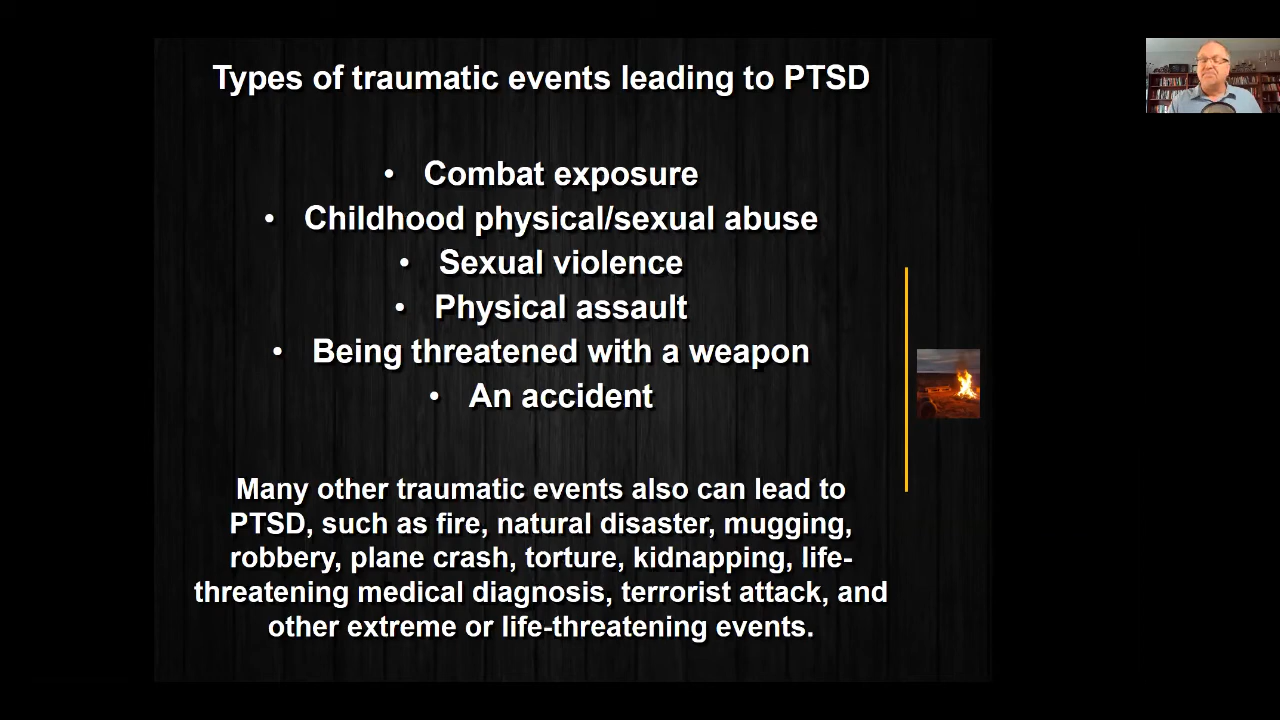 Types of traumatic events leading to PTSD
• Combat exposure
• Childhood physical/sexual abuse
• Sexual violence
• Physical assault
• Being threatened with a weapon
• An accident
Many other traumatic events also can lead to
PTSD, such as fire, natural disaster, mugging,
robbery, plane crash, torture, kidnapping, life-
threatening medical diagnosis, terrorist attack, and
other extreme or life-threatening events.